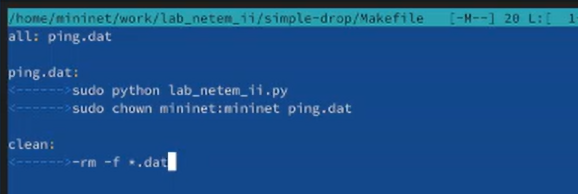 /home/mininet/work/lab_netem_ii/simple-drop/Makefile [-M--] 20 L:[ 1
all: ping.dat
ping.dat:
<------>sudo python lab_netem_ii.py
<------>sudo chown mininet:mininet ping.dat
clean:
<------>-rm -f *.dat